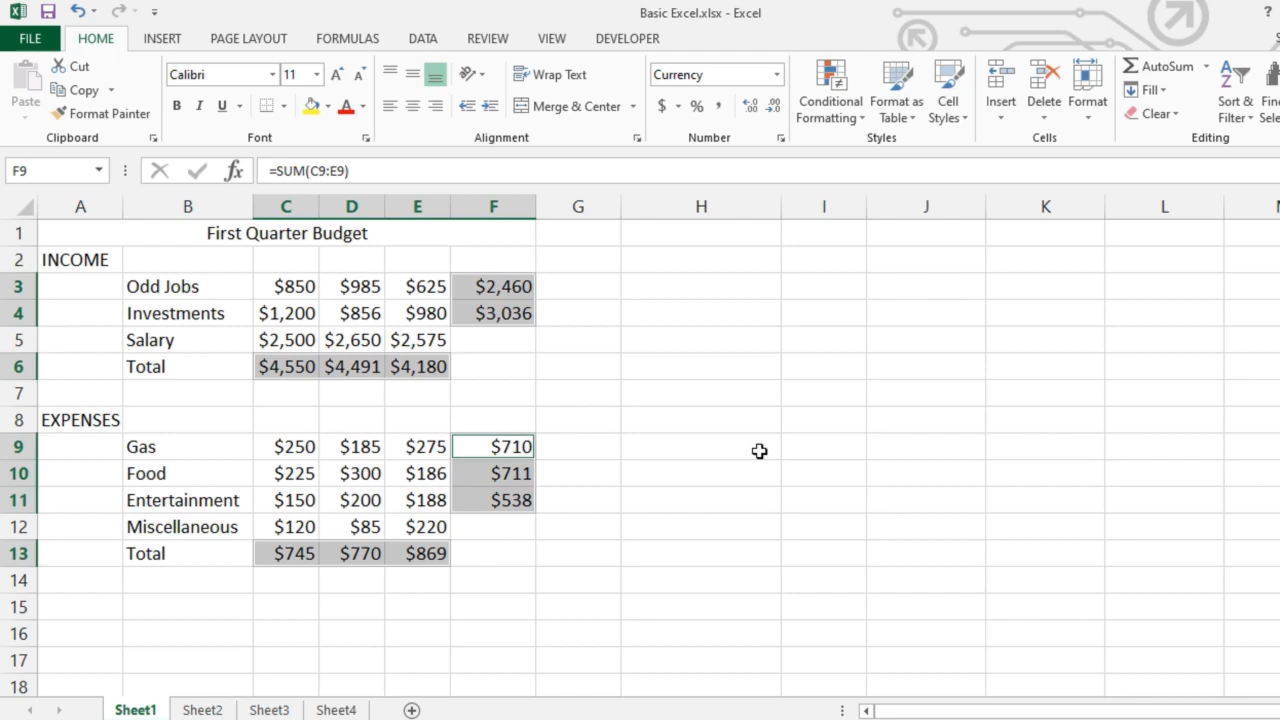 Basic Excel.xlsx - Excel
?
FILE HOME INSERT PAGE LAYOUT FORMULAS DATA REVIEW VIEW DEVELOPER
Paste
Cut
Copy
Format Painter
Clipboard
Calibri 11 A A
B I U A
Font
Wrap Text
Merge & Center
Alignment
Currency
$ % , .00 .0
Number
Conditional Formatting
Format as Table
Cell Styles
Styles
Insert Delete Format
Cells
AutoSum
Fill
Clear
Sort & Filter
Editing
F9 fx =SUM(C9:E9)
A B C D E F G H I J K L
1 First Quarter Budget
2 INCOME
3 Odd Jobs $850 $985 $625 $2,460
4 Investments $1,200 $856 $980 $3,036
5 Salary $2,500 $2,650 $2,575
6 Total $4,550 $4,491 $4,180
7
8 EXPENSES
9 Gas $250 $185 $275 $710
10 Food $225 $300 $186 $711
11 Entertainment $150 $200 $188 $538
12 Miscellaneous $120 $85 $220
13 Total $745 $770 $869
14
15
16
17
18
Sheet1 Sheet2 Sheet3 Sheet4